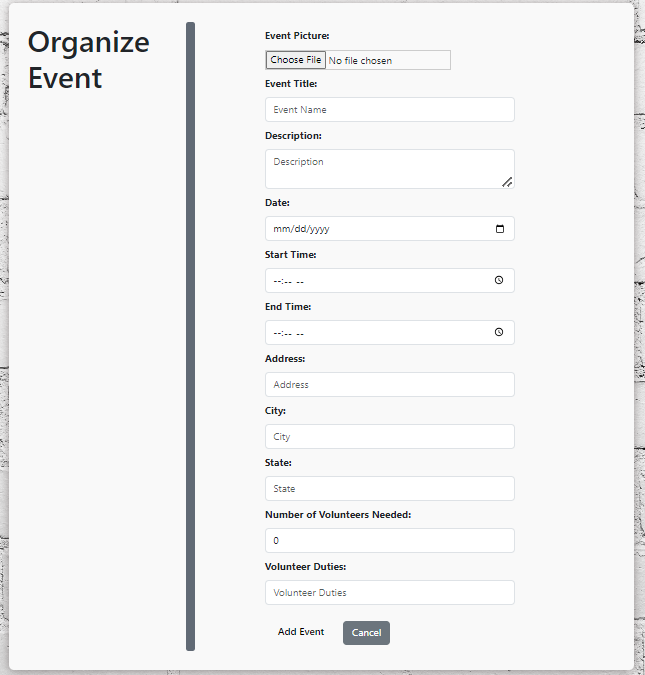 Organize
Event
Event Picture:
Choose File No file chosen
Event Title:
Event Name
Description:
Description
Date:
mm/dd/yyyy
Start Time:
--:-- --
End Time:
--:-- --
Address:
Address
City:
City
State:
State
Number of Volunteers Needed:
0
Volunteer Duties:
Volunteer Duties
Add Event Cancel